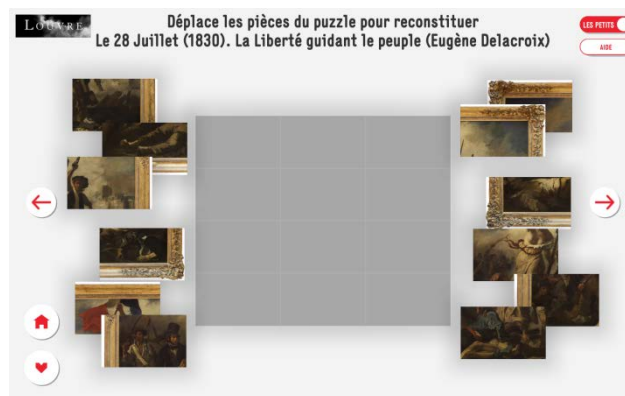 LOUVRE
Déplace les pièces du puzzle pour reconstituer
Le 28 Juillet (1830). La Liberté guidant le peuple (Eugène Delacroix)
LES PETITS
AIDE